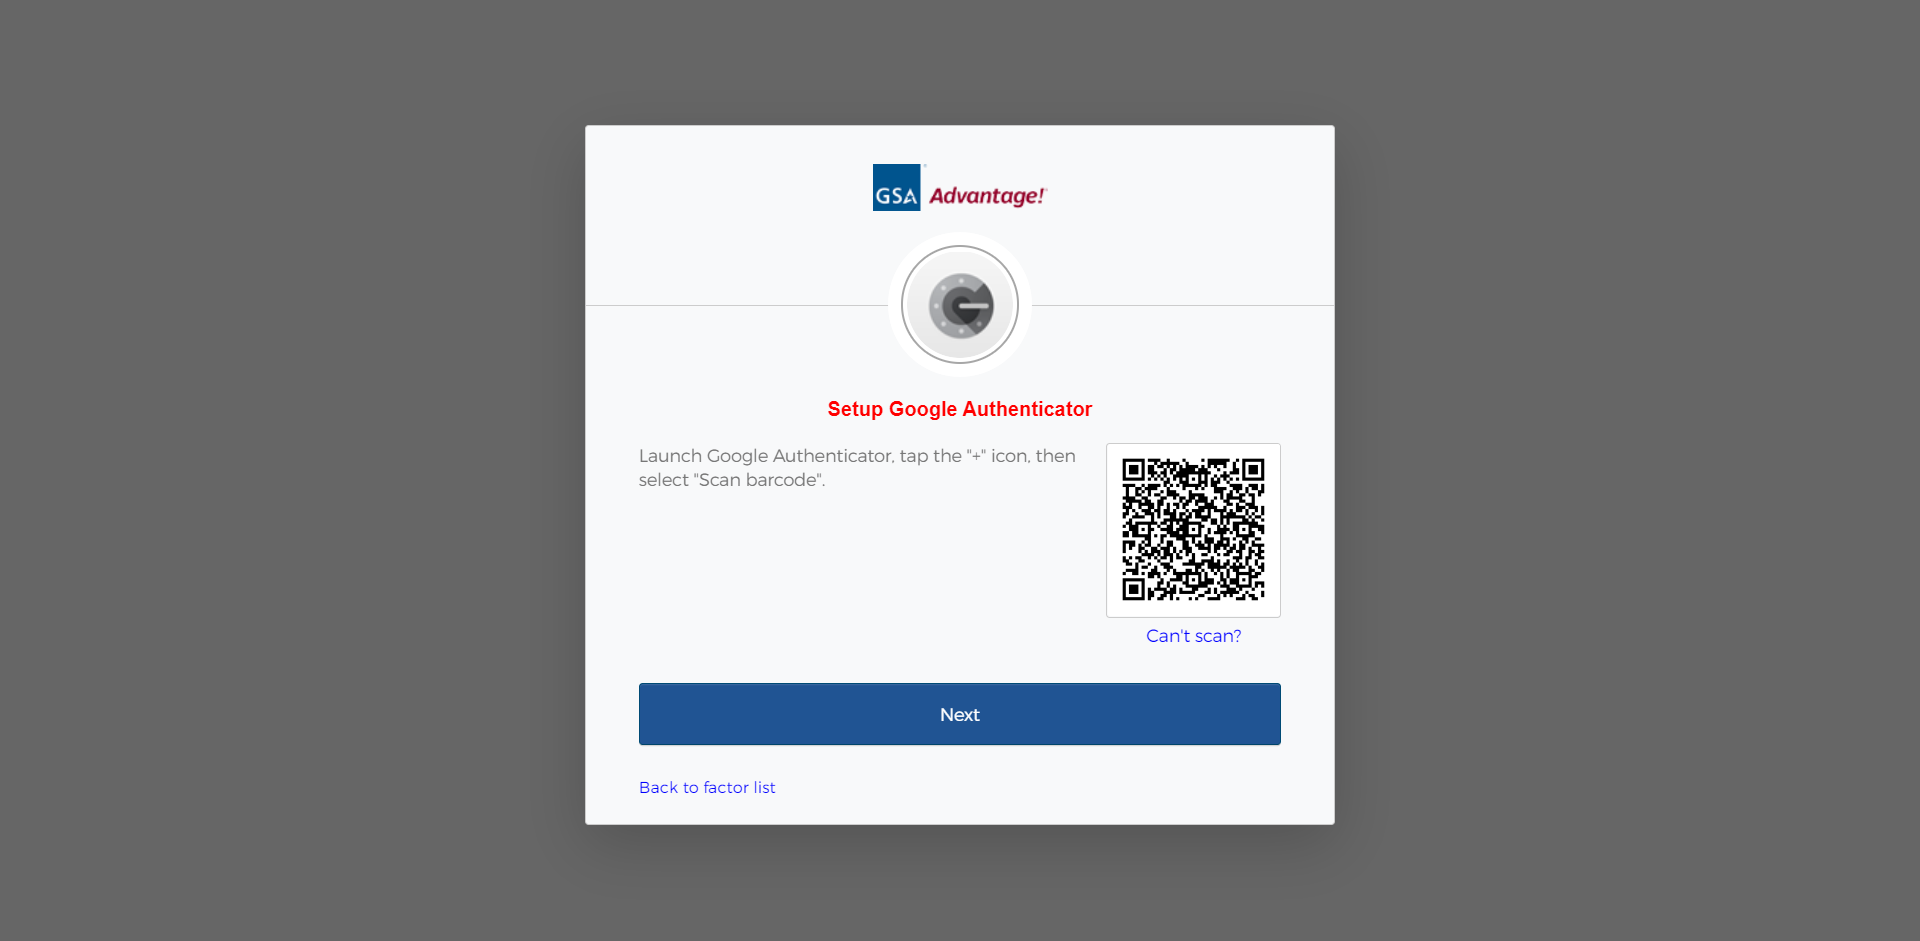 GSA Advantage!
Setup Google Authenticator
Launch Google Authenticator, tap the "+" icon, then
select "Scan barcode".
Can't scan?
Next
Back to factor list